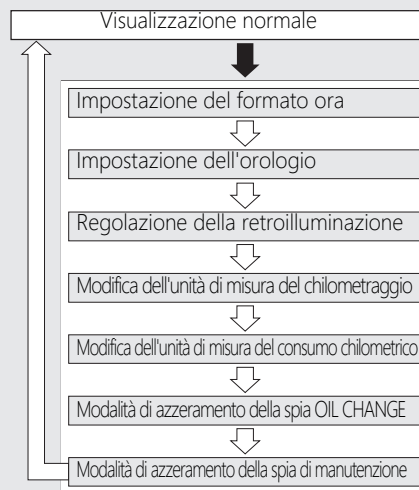 Visualizzazione normale
Impostazione del formato ora
Impostazione dell'orologio
Regolazione della retroilluminazione
Modifica dell'unità di misura del chilometraggio
Modifica dell'unità di misura del consumo chilometrico
Modalità di azzeramento della spia OIL CHANGE
Modalità di azzeramento della spia di manutenzione